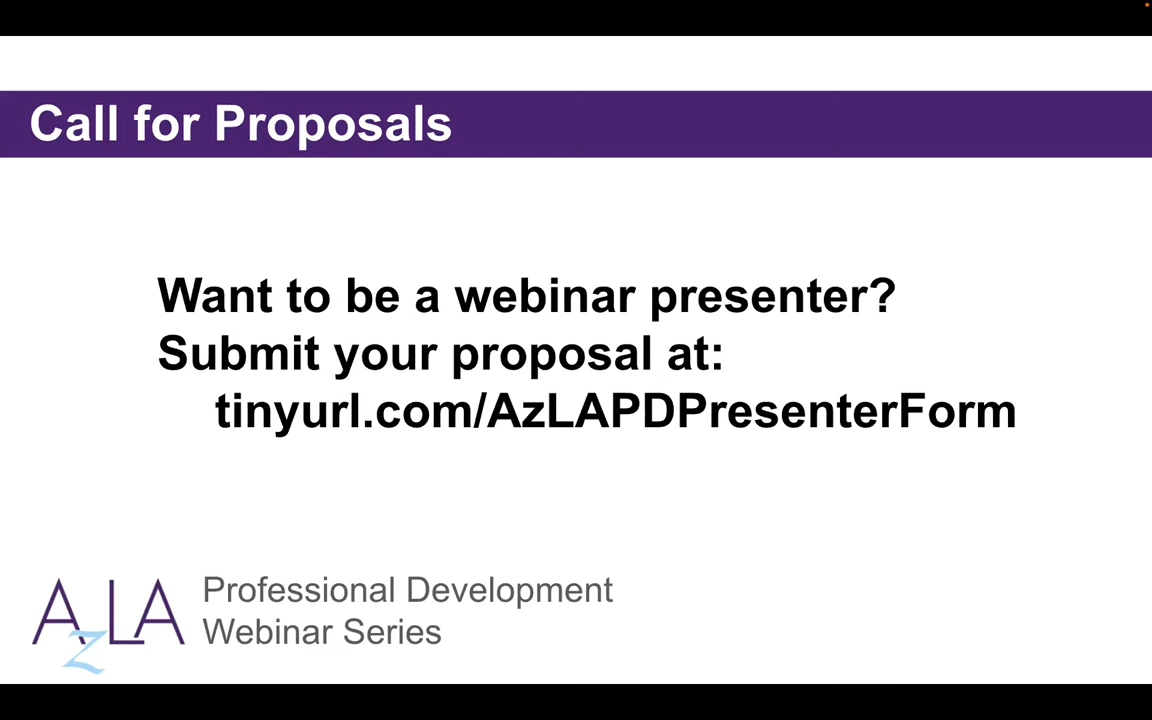 Call for Proposals
Want to be a webinar presenter?
Submit your proposal at:
tinyurl.com/AzLAPDPresenterForm
AzLA
Professional Development
Webinar Series